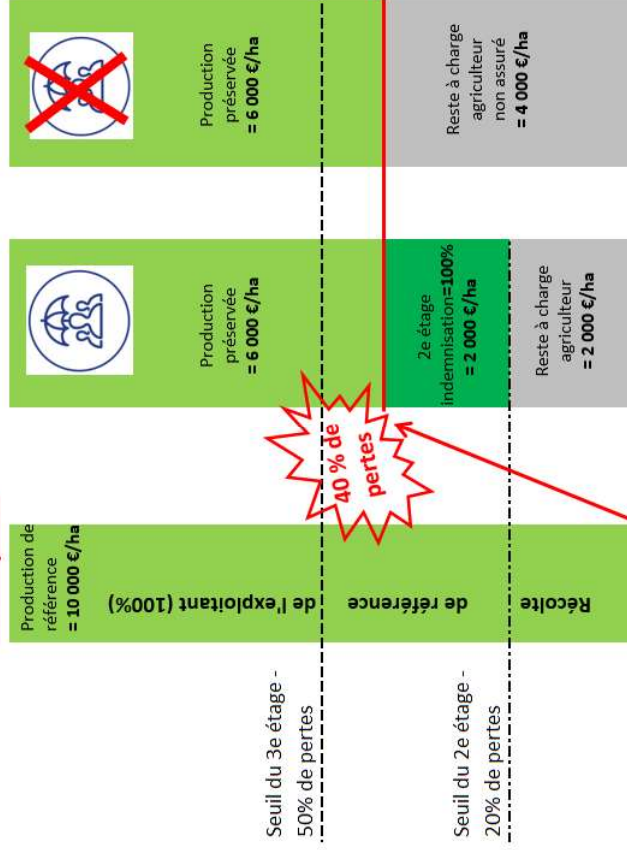 Production de
référence
= 10 000 €/ha
Récolte de référence de l'exploitant (100%)
Seuil du 3e étage -
50% de pertes
Seuil du 2e étage -
20% de pertes
40 % de
pertes
Production
préservée
= 6 000 €/ha
2e étage
indemnisation=100%
= 2 000 €/ha
Reste à charge
agriculteur
= 2 000 €/ha
Production
préservée
= 6 000 €/ha
Reste à charge
agriculteur
non assuré
= 4 000 €/ha